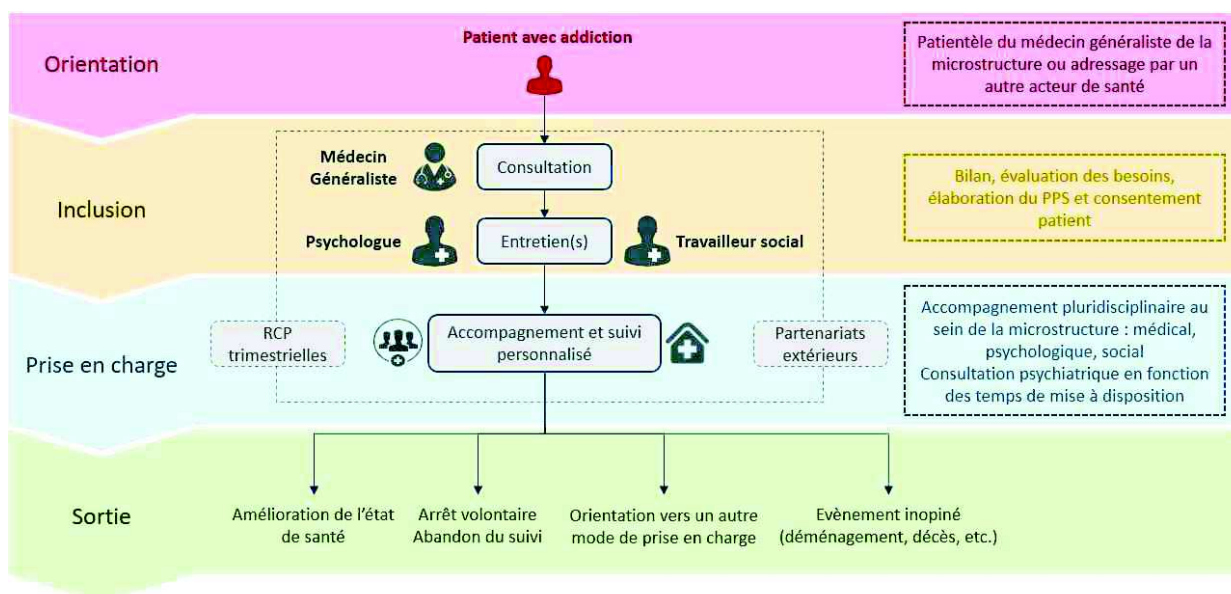 Orientation
Patient avec addiction
Patientèle du médecin généraliste de la
microstructure ou adressage par un
autre acteur de santé
Inclusion
Médecin
Généraliste
Consultation
Psychologue
Entretien(s)
Travailleur social
Bilan, évaluation des besoins,
élaboration du PPS et consentement
patient
Prise en charge
RCP
trimestrielles
Accompagnement et suivi
personnalisé
Partenariats
extérieurs
Accompagnement pluridisciplinaire au
sein de la microstructure : médical,
psychologique, social
Consultation psychiatrique en fonction
des temps de mise à disposition
Sortie
Amélioration de l'état
de santé
Arrêt volontaire
Abandon du suivi
Orientation vers un autre
mode de prise en charge
Evènement inopiné
(déménagement, décès, etc.)